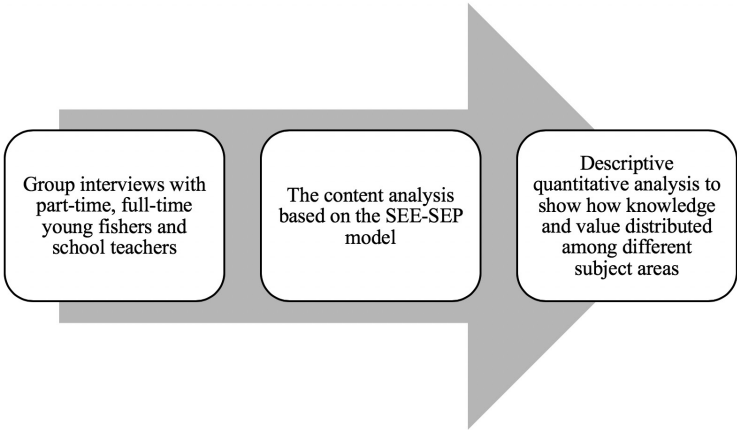 Group interviews with
part-time, full-time
young fishers and
school teachers
The content analysis
based on the SEE-SEP
model
Descriptive
quantitative analysis to
show how knowledge
and value distributed
among different
subject areas